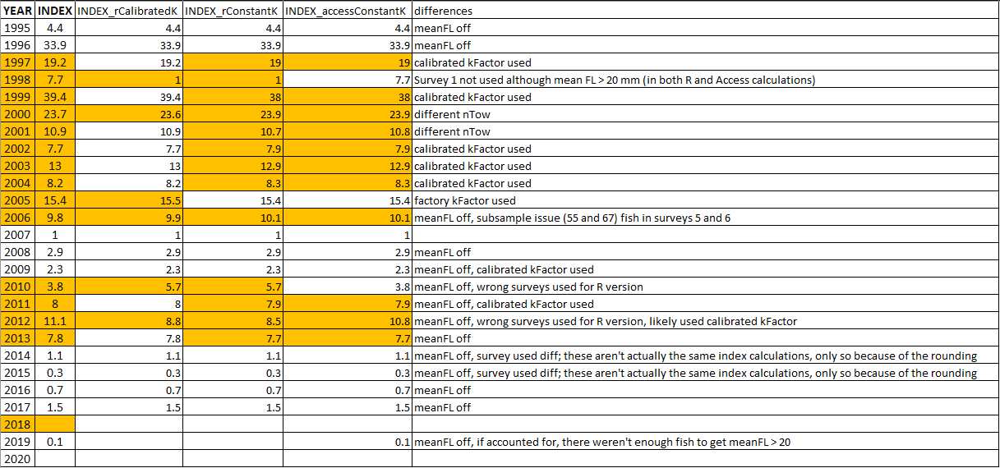 YEAR INDEX INDEX_rCalibratedK INDEX_rConstantK INDEX_accessConstantK differences
1995 4.4 4.4 4.4 4.4 meanFL off
1996 33.9 33.9 33.9 33.9 meanFL off
1997 19.2 19.2 19 19 calibrated kFactor used
1998 7.7 1 1 7.7 Survey 1 not used although mean FL > 20 mm (in both R and Access calculations)
1999 39.4 39.4 38 38 calibrated kFactor used
2000 23.7 23.6 23.9 23.9 different nTow
2001 10.9 10.9 10.7 10.8 different nTow
2002 7.7 7.7 7.9 7.9 calibrated kFactor used
2003 13 13 12.9 12.9 calibrated kFactor used
2004 8.2 8.2 8.3 8.3 calibrated kFactor used
2005 15.4 15.5 15.4 15.4 factory kFactor used
2006 9.8 9.9 10.1 10.1 meanFL off, subsample issue (55 and 67) fish in surveys 5 and 6
2007 1 1 1 1
2008 2.9 2.9 2.9 2.9 meanFL off
2009 2.3 2.3 2.3 2.3 meanFL off, calibrated kFactor used
2010 3.8 5.7 5.7 3.8 meanFL off, wrong surveys used for R version
2011 8 8 7.9 7.9 meanFL off, calibrated kFactor used
2012 11.1 8.8 8.5 10.8 meanFL off, wrong surveys used for R version, likely used calibrated kFactor
2013 7.8 7.8 7.7 7.7 meanFL off
2014 1.1 1.1 1.1 1.1 meanFL off, survey used diff; these aren't actually the same index calculations, only so because of the rounding
2015 0.3 0.3 0.3 0.3 meanFL off, survey used diff; these aren't actually the same index calculations, only so because of the rounding
2016 0.7 0.7 0.7 0.7 meanFL off
2017 1.5 1.5 1.5 1.5 meanFL off
2018
2019 0.1 0.1 meanFL off, if accounted for, there weren't enough fish to get meanFL > 20
2020